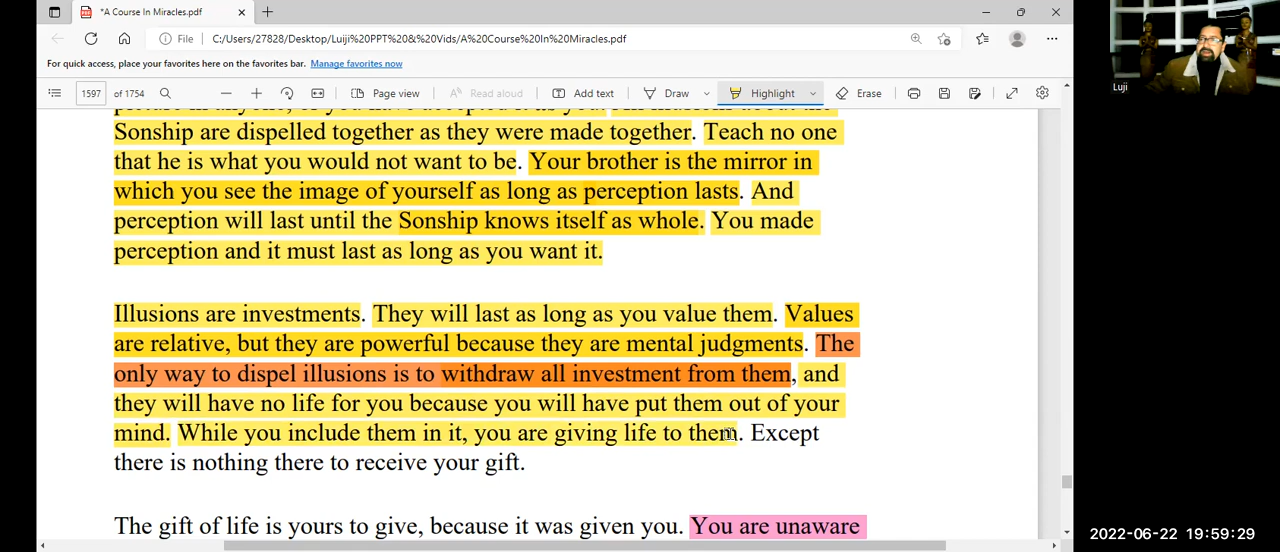 *A Course In Miracles.pdf
File C:/Users/27828/Desktop/Luiji%20PPT%20&%20Vids/A%20Course%20In%20Miracles.pdf
For quick access, place your favorites here on the favorites bar. Manage favorites now
1597 of 1754 Page view Read aloud Add text Draw Highlight Erase
Luji
Sonship are dispelled together as they were made together. Teach no one
that he is what you would not want to be. Your brother is the mirror in
which you see the image of yourself as long as perception lasts. And
perception will last until the Sonship knows itself as whole. You made
perception and it must last as long as you want it.
Illusions are investments. They will last as long as you value them. Values
are relative, but they are powerful because they are mental judgments. The
only way to dispel illusions is to withdraw all investment from them, and
they will have no life for you because you will have put them out of your
mind. While you include them in it, you are giving life to them. Except
there is nothing there to receive your gift.
The gift of life is yours to give, because it was given you. You are unaware
2022-06-22 19:59:29